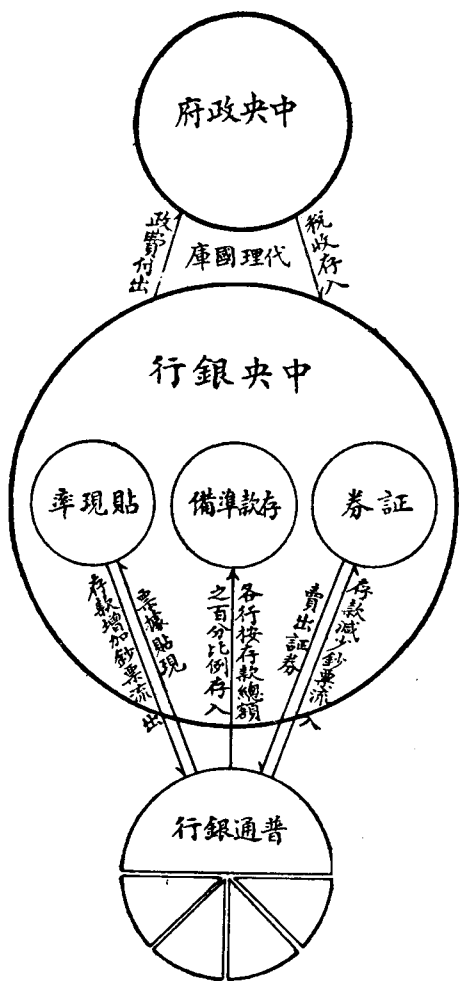 中央政府
税收存入
代理國庫
政費付出
中央銀行
証券
存款準備
貼現率
存款減少鈔票流入
賣出証券
各行按存款總額
之百分比例存入
票據貼現
存款增加鈔票流出
普通銀行